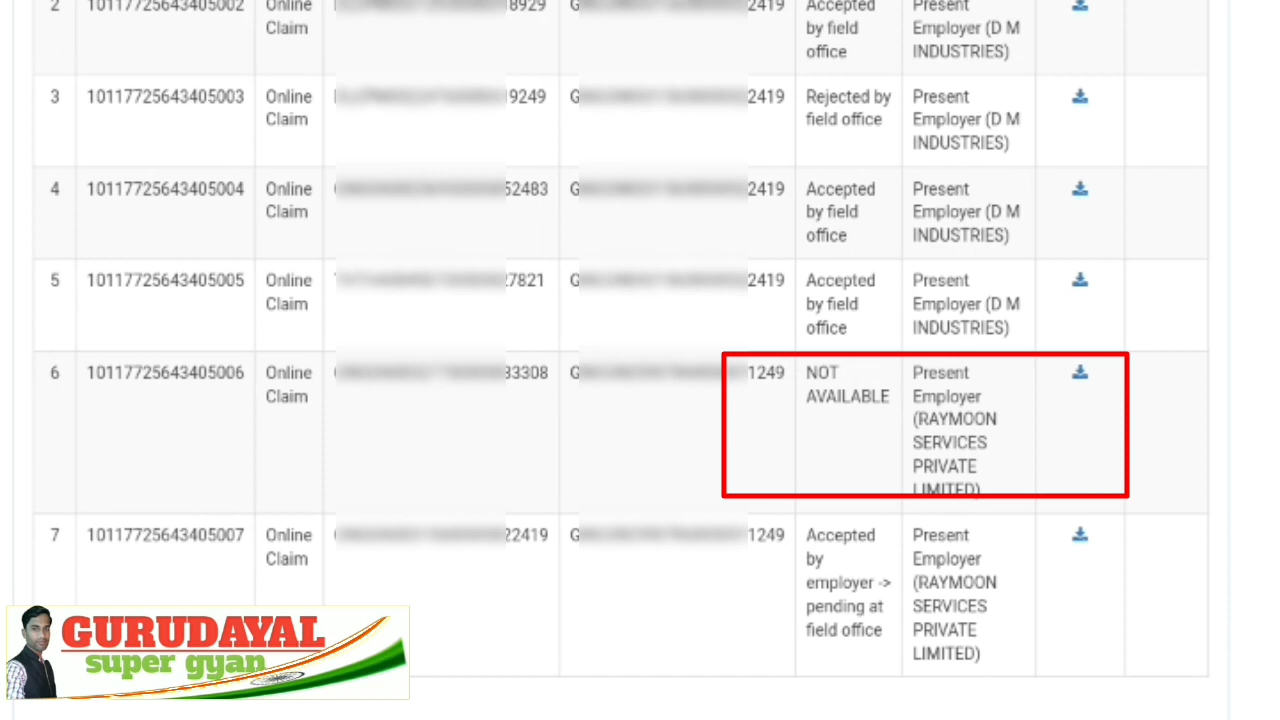 2 10117725643405002 Online Claim 8929 G 2419 Accepted by field office Present Employer (D M INDUSTRIES)
3 10117725643405003 Online Claim 9249 G 2419 Rejected by field office Present Employer (D M INDUSTRIES)
4 10117725643405004 Online Claim 52483 G 2419 Accepted by field office Present Employer (D M INDUSTRIES)
5 10117725643405005 Online Claim 27821 G 2419 Accepted by field office Present Employer (D M INDUSTRIES)
6 10117725643405006 Online Claim 33308 G 1249 NOT AVAILABLE Present Employer (RAYMOON SERVICES PRIVATE LIMITED)
7 10117725643405007 Online Claim 22419 G 1249 Accepted by employer -> pending at field office Present Employer (RAYMOON SERVICES PRIVATE LIMITED)
GURUDAYAL
super gyan